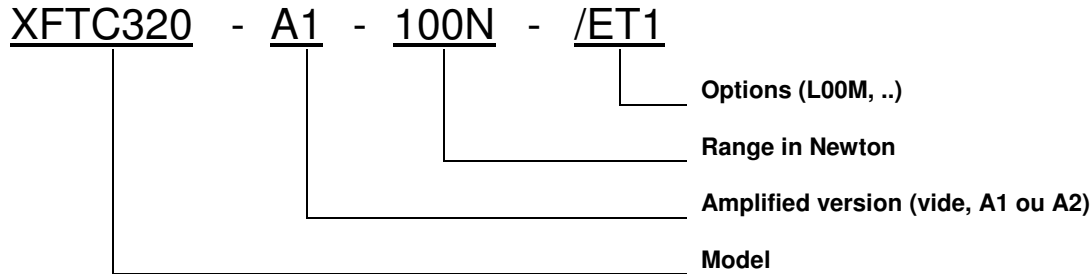 XFTC320 - A1 - 100N - /ET1
Options (L00M, ..)
Range in Newton
Amplified version (vide, A1 ou A2)
Model